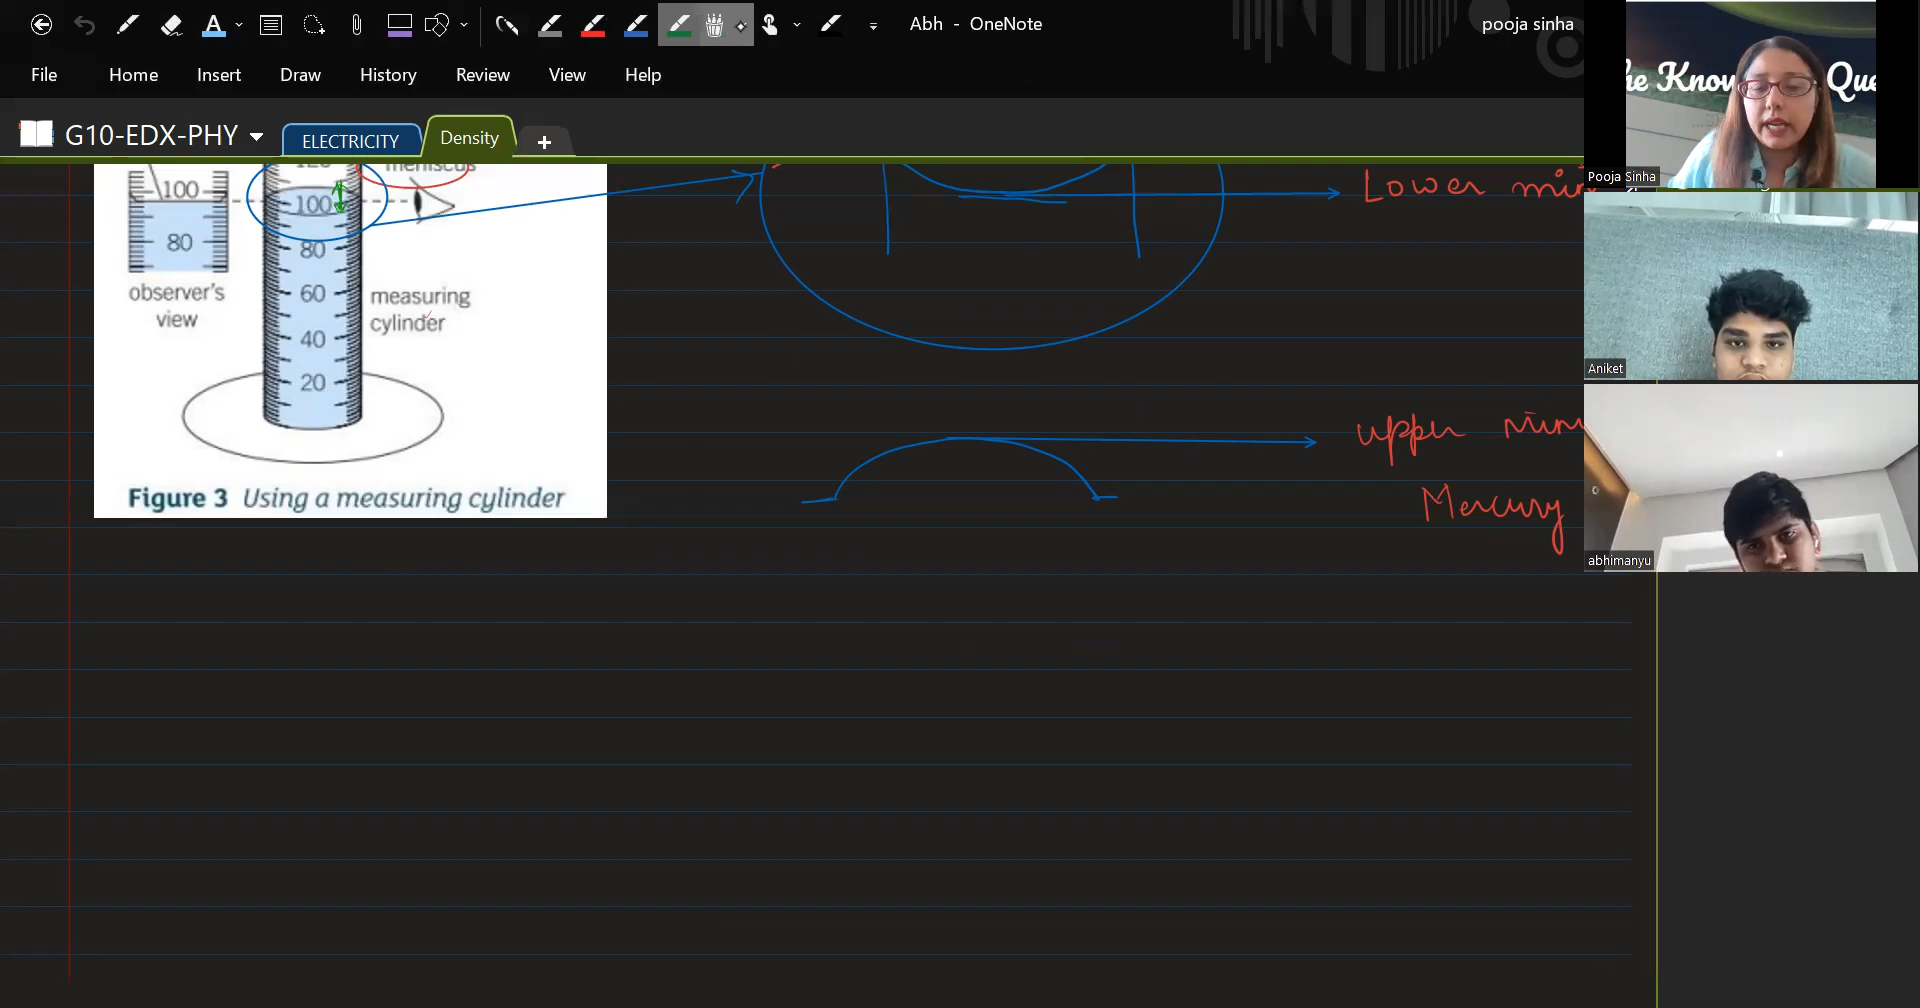 Abh - OneNote
pooja sinha
File Home Insert Draw History Review View Help
G10-EDX-PHY
ELECTRICITY
Density
+
meniscus
100
80
observer's
view
120
100
80
60
40
20
measuring
cylinder
Figure 3 Using a measuring cylinder
Lower
upper
Mercury
Pooja Sinha
Aniket
abhimanyu